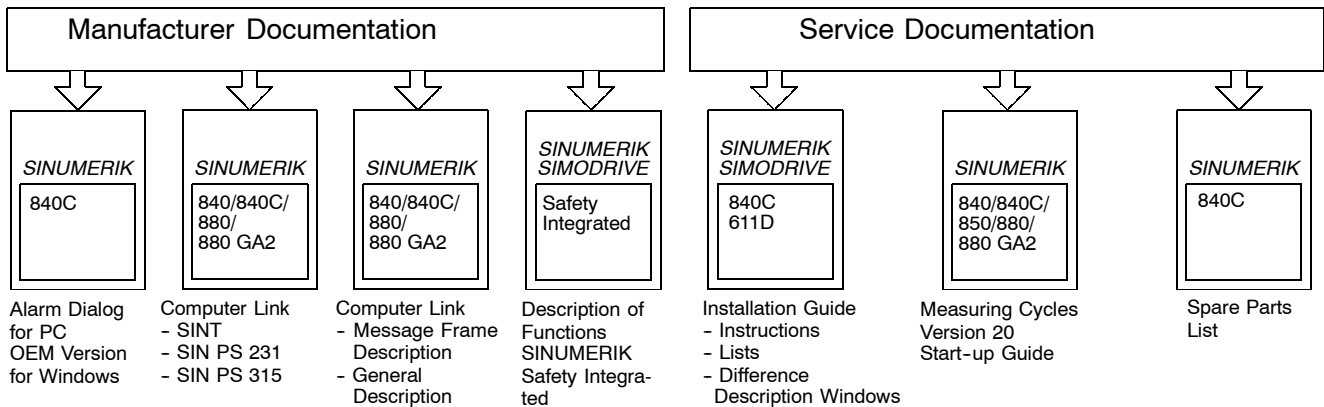 Manufacturer Documentation
Service Documentation
SINUMERIK
840C
Alarm Dialog
for PC
OEM Version
for Windows
SINUMERIK
840/840C/
880/
880 GA2
Computer Link
- SINT
- SIN PS 231
- SIN PS 315
SINUMERIK
840/840C/
880/
880 GA2
Computer Link
- Message Frame
Description
- General
Description
SINUMERIK
SIMODRIVE
Safety
Integrated
Description of
Functions
SINUMERIK
Safety Integra-
ted
SINUMERIK
SIMODRIVE
840C
611D
Installation Guide
- Instructions
- Lists
- Difference
Description Windows
SINUMERIK
840/840C/
850/880/
880 GA2
Measuring Cycles
Version 20
Start-up Guide
SINUMERIK
840C
Spare Parts
List